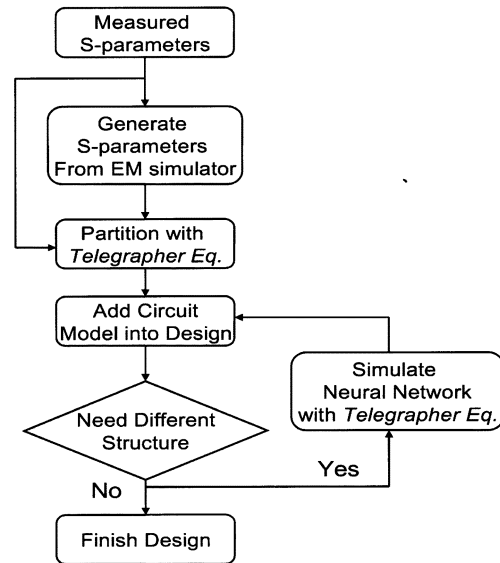 Measured
S-parameters
Generate
S-parameters
From EM simulator
Partition with
Telegrapher Eq.
Add Circuit
Model into Design
Simulate
Neural Network
with Telegrapher Eq.
Need Different
Structure
Yes
No
Finish Design